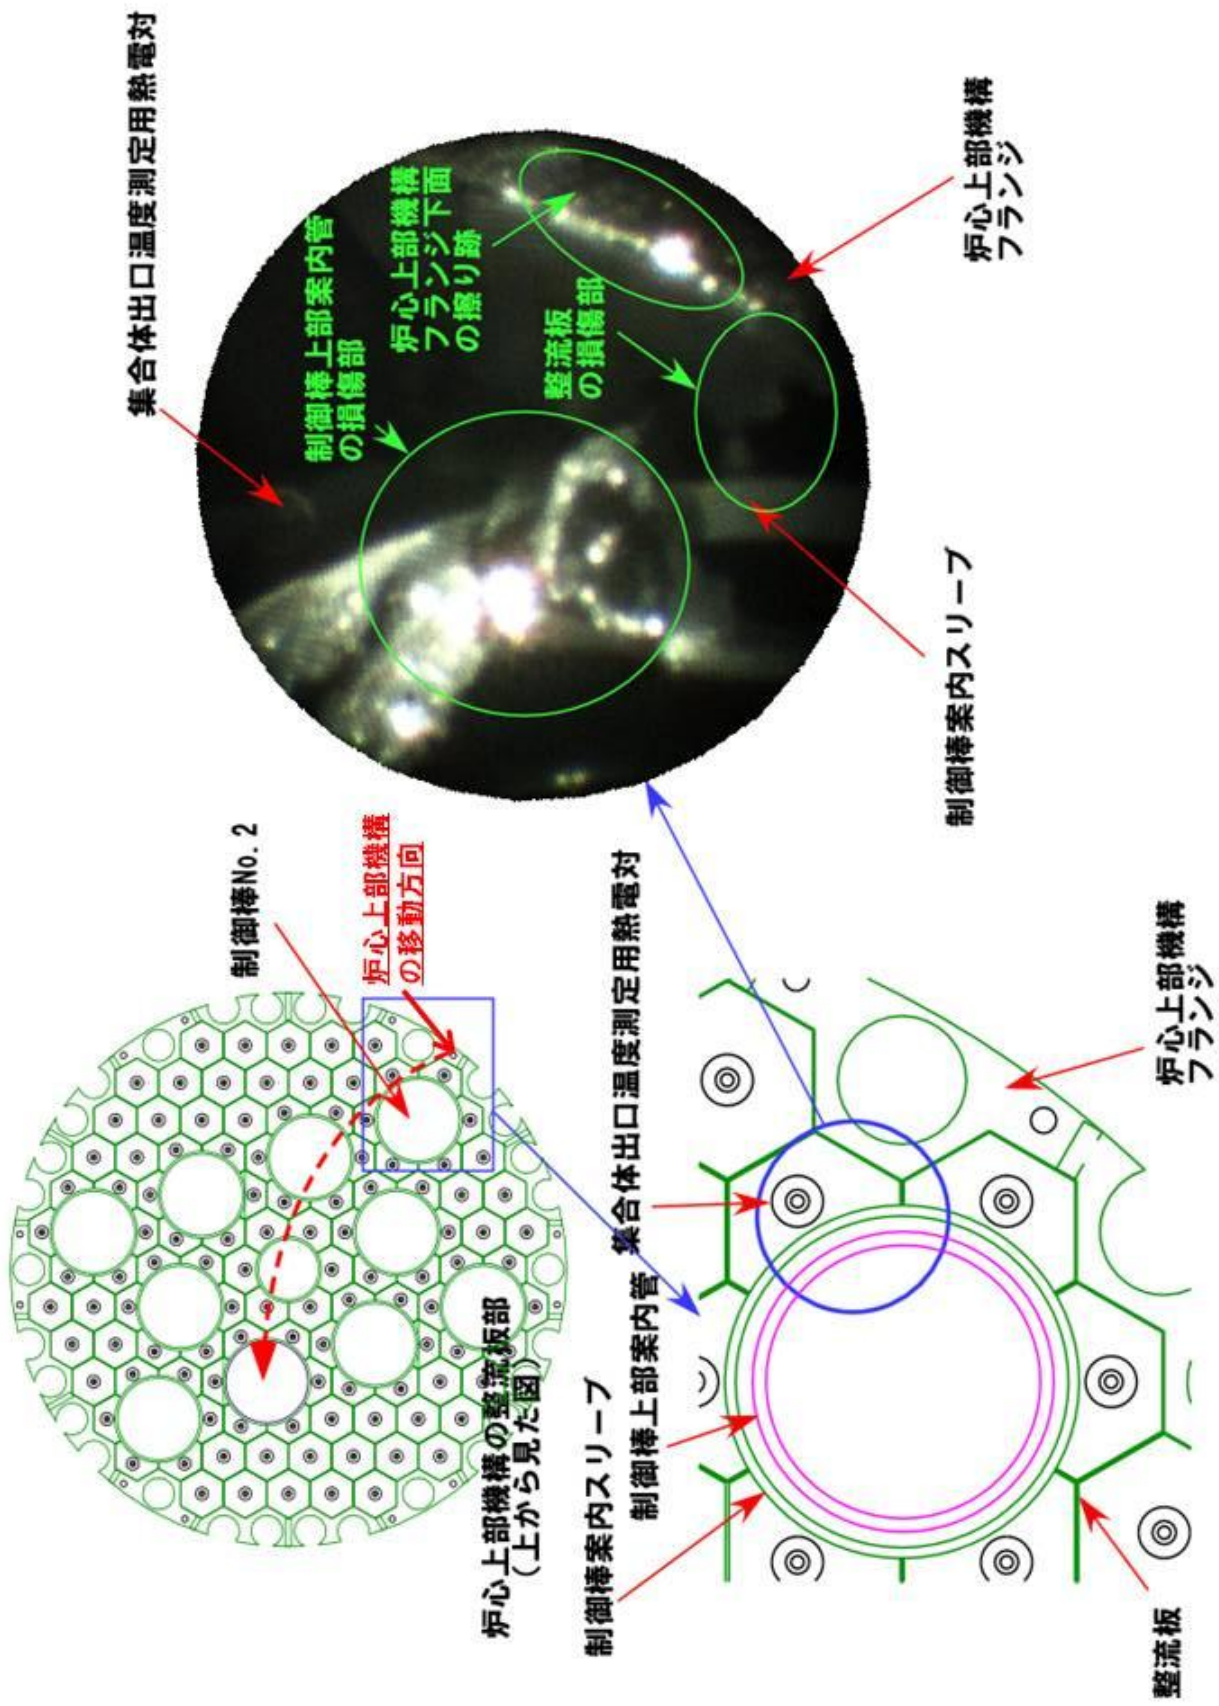 炉心上部機構の整流板部
（上から見た図）
制御棒No.2
炉心上部機構
の移動方向
集合体出口温度測定用熱電対
制御棒上部案内管
の損傷部
炉心上部機構
フランジ下面
の擦り跡
整流板
の損傷部
炉心上部機構
フランジ
制御棒案内スリーブ
制御棒案内スリーブ
制御棒上部案内管
集合体出口温度測定用熱電対
炉心上部機構
フランジ
整流板